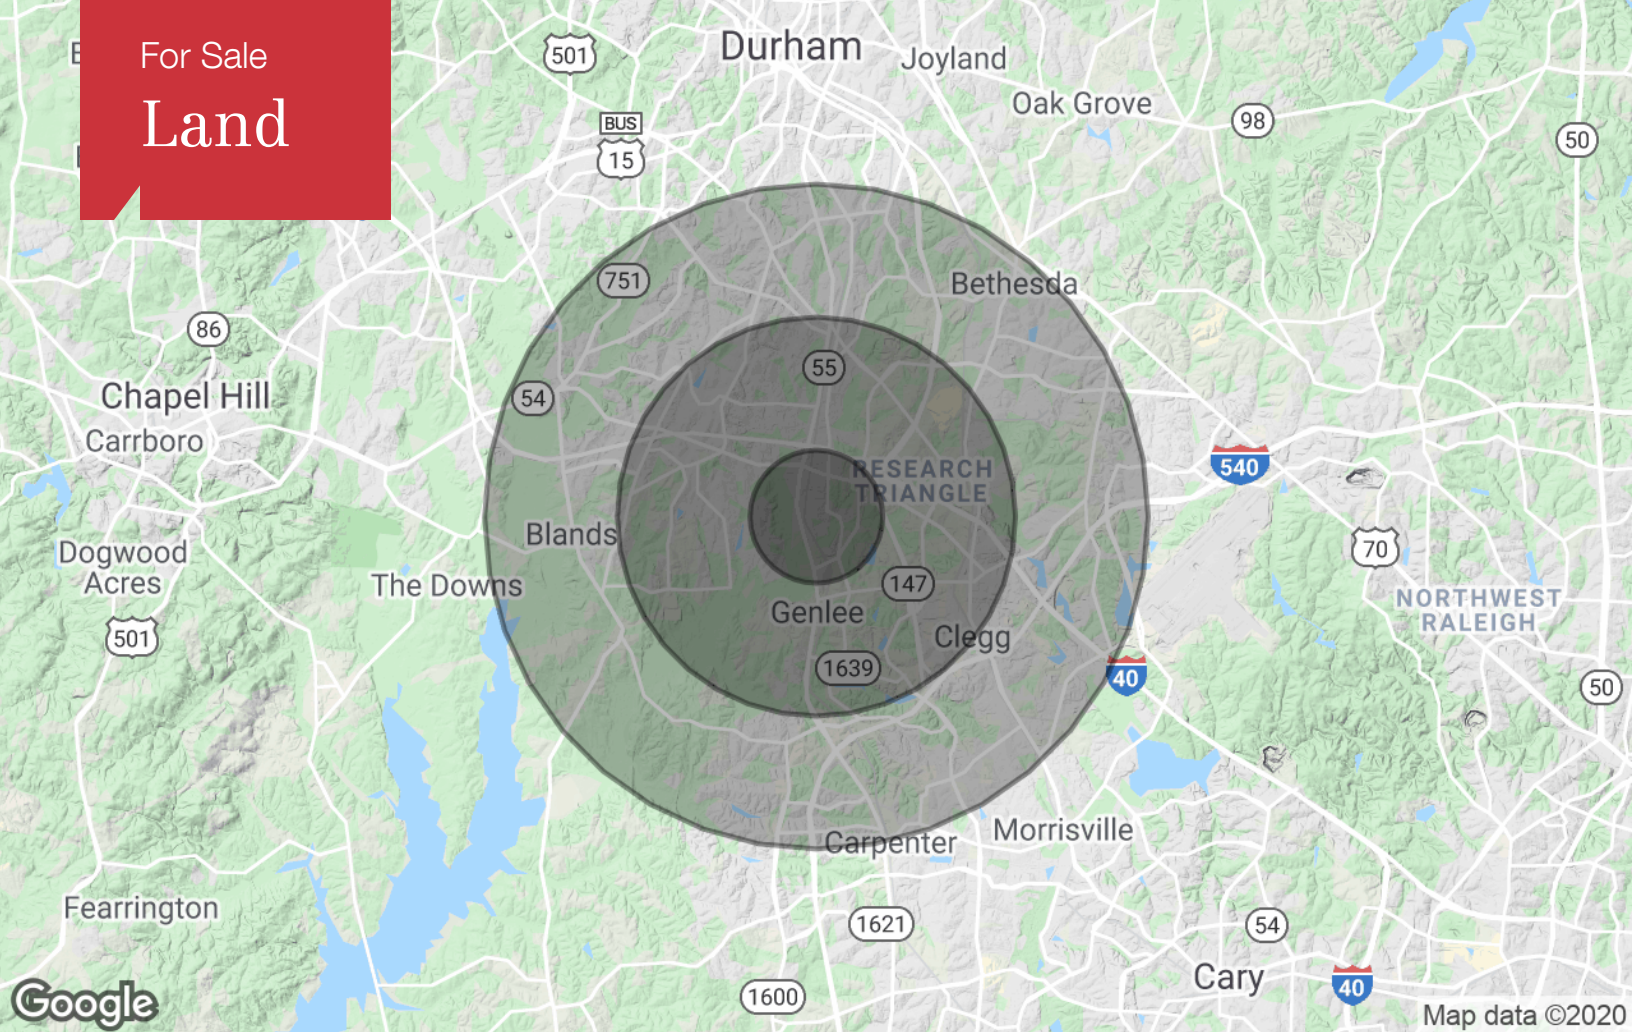 For Sale
Land
501
Durham
Joyland
Oak Grove
98
50
BUS
15
751
Bethesda
86
55
54
Chapel Hill
Carrboro
RESEARCH
TRIANGLE
540
Blands
70
Dogwood
Acres
The Downs
147
Genlee
NORTHWEST
RALEIGH
501
Clegg
1639
40
50
Carpenter
Morrisville
Fearrington
1621
54
Cary
40
1600
Google
Map data ©2020